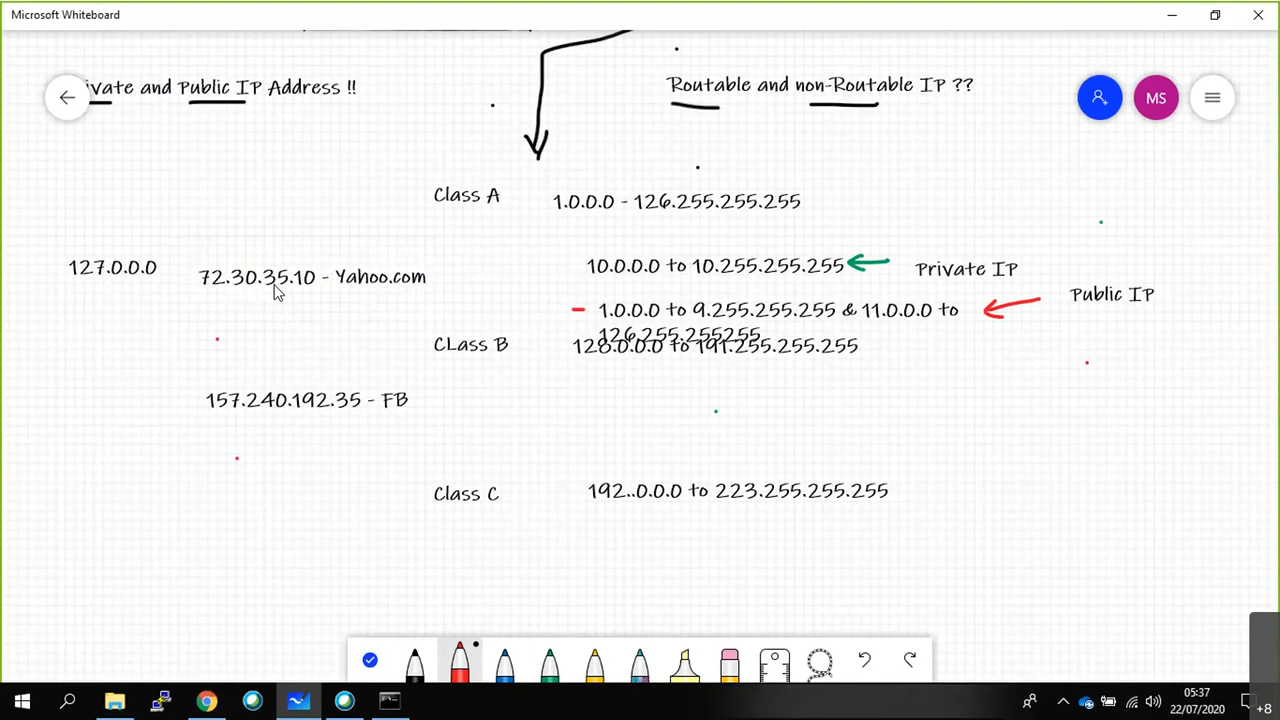 Microsoft Whiteboard
ivate and Public IP Address !!
Routable and non-Routable IP ??
MS
Class A
1.0.0.0 - 126.255.255.255
127.0.0.0
72.30.35.10 - Yahoo.com
10.0.0.0 to 10.255.255.255
Private IP
- 1.0.0.0 to 9.255.255.255 & 11.0.0.0 to
126.255.255255
Public IP
CLass B
128.0.0.0 to 191.255.255.255
157.240.192.35 - FB
Class C
192..0.0.0 to 223.255.255.255
05:37
22/07/2020
+8